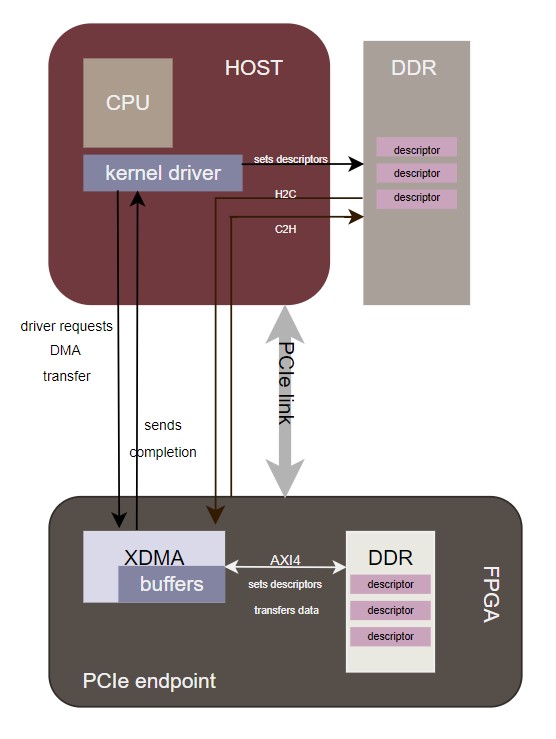 HOST
DDR
CPU
kernel driver
sets descriptors
descriptor
descriptor
descriptor
H2C
C2H
driver requests
DMA
transfer
PCIe link
sends
completion
XDMA
buffers
AXI4
sets descriptors
transfers data
DDR
descriptor
descriptor
descriptor
FPGA
PCIe endpoint